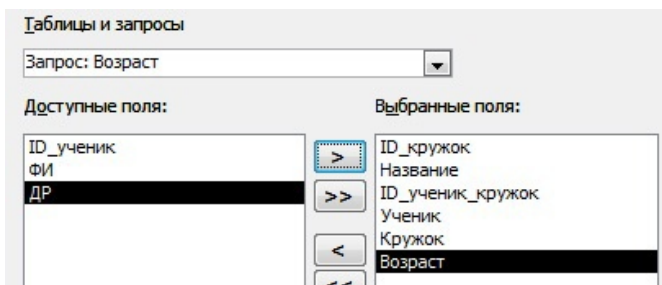 Таблицы и запросы
Запрос: Возраст
Доступные поля:
Выбранные поля:
ID_ученик
ФИ
ДР
>
>>
<
<<
ID_кружок
Название
ID_ученик_кружок
Ученик
Кружок
Возраст